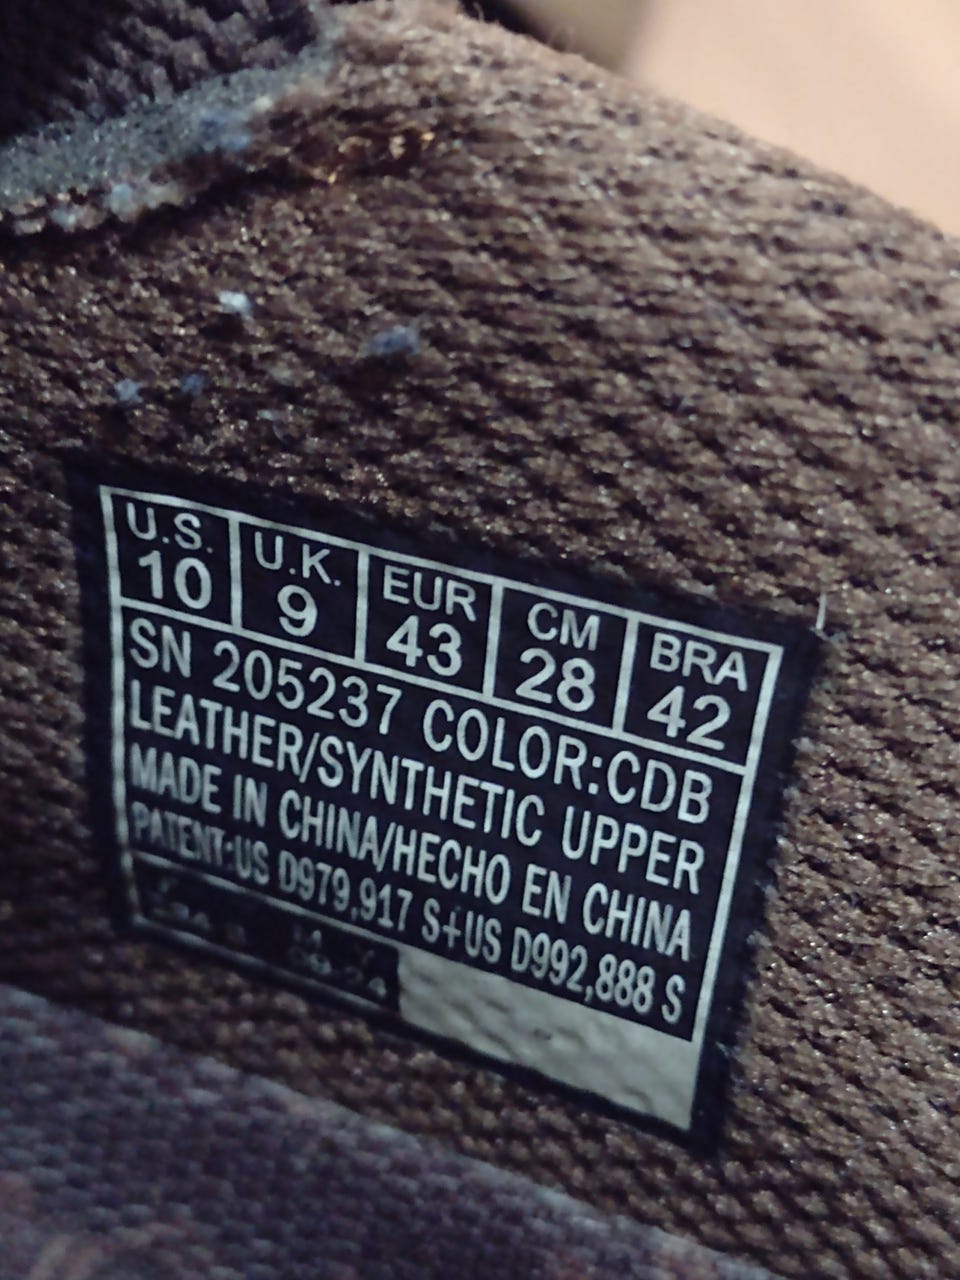 U.S. U.K. EUR CM BRA
10 9 43 28 42
SN 205237 COLOR:CDB
LEATHER/SYNTHETIC UPPER
MADE IN CHINA/HECHO EN CHINA
PATENT:US D979,917 S+US D992,888 S